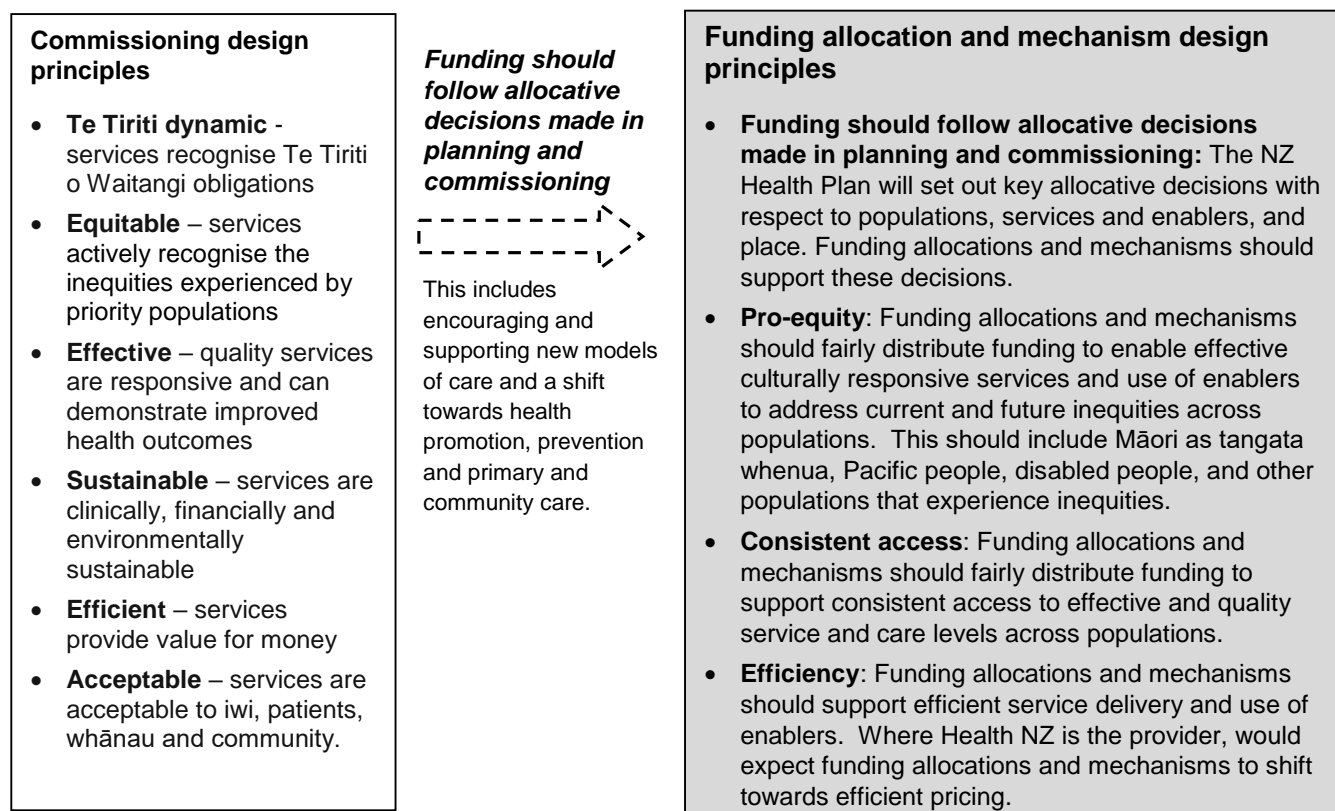 Commissioning design
principles
• Te Tiriti dynamic -
services recognise Te Tiriti
o Waitangi obligations
• Equitable – services
actively recognise the
inequities experienced by
priority populations
• Effective – quality services
are responsive and can
demonstrate improved
health outcomes
• Sustainable – services are
clinically, financially and
environmentally
sustainable
• Efficient – services
provide value for money
• Acceptable – services are
acceptable to iwi, patients,
whānau and community.
Funding should
follow allocative
decisions made in
planning and
commissioning
This includes
encouraging and
supporting new models
of care and a shift
towards health
promotion, prevention
and primary and
community care.
Funding allocation and mechanism design
principles
• Funding should follow allocative decisions
made in planning and commissioning: The NZ
Health Plan will set out key allocative decisions with
respect to populations, services and enablers, and
place. Funding allocations and mechanisms should
support these decisions.
• Pro-equity: Funding allocations and mechanisms
should fairly distribute funding to enable effective
culturally responsive services and use of enablers
to address current and future inequities across
populations.  This should include Māori as tangata
whenua, Pacific people, disabled people, and other
populations that experience inequities.
• Consistent access: Funding allocations and
mechanisms should fairly distribute funding to
support consistent access to effective and quality
service and care levels across populations.
• Efficiency: Funding allocations and mechanisms
should support efficient service delivery and use of
enablers.  Where Health NZ is the provider, would
expect funding allocations and mechanisms to shift
towards efficient pricing.